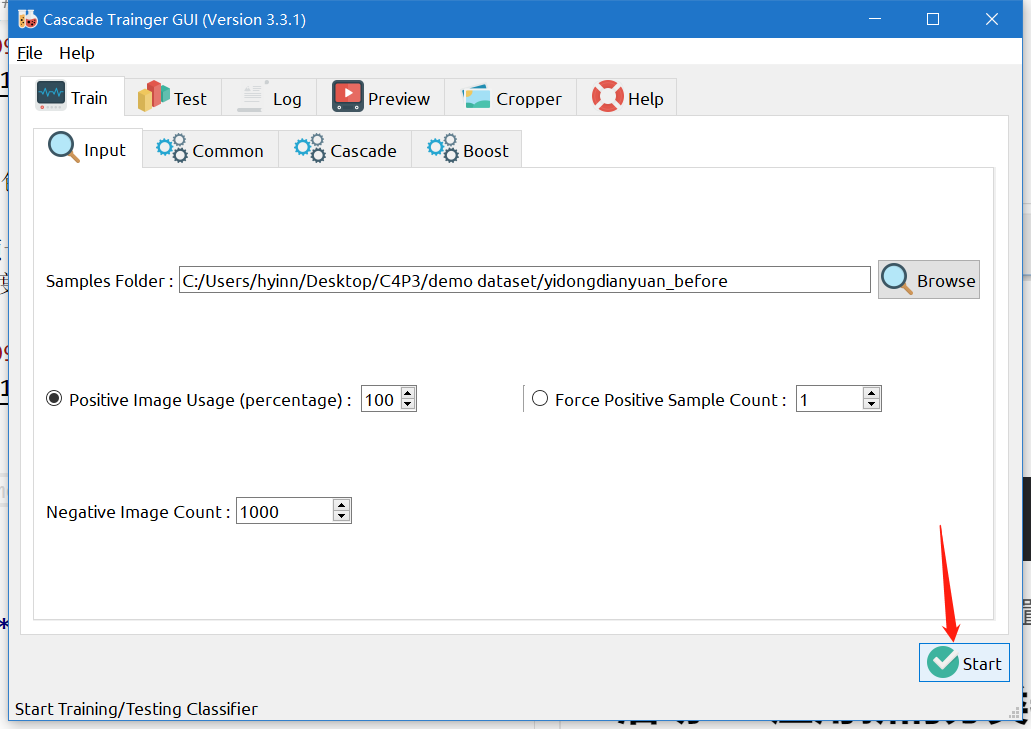 Cascade Trainger GUI (Version 3.3.1)
File Help
Train Test Log Preview Cropper Help
Input Common Cascade Boost
Samples Folder : C:/Users/hyinn/Desktop/C4P3/demo dataset/yidongdianyuan_before Browse
Positive Image Usage (percentage) : 100 Force Positive Sample Count : 1
Negative Image Count : 1000
Start
Start Training/Testing Classifier